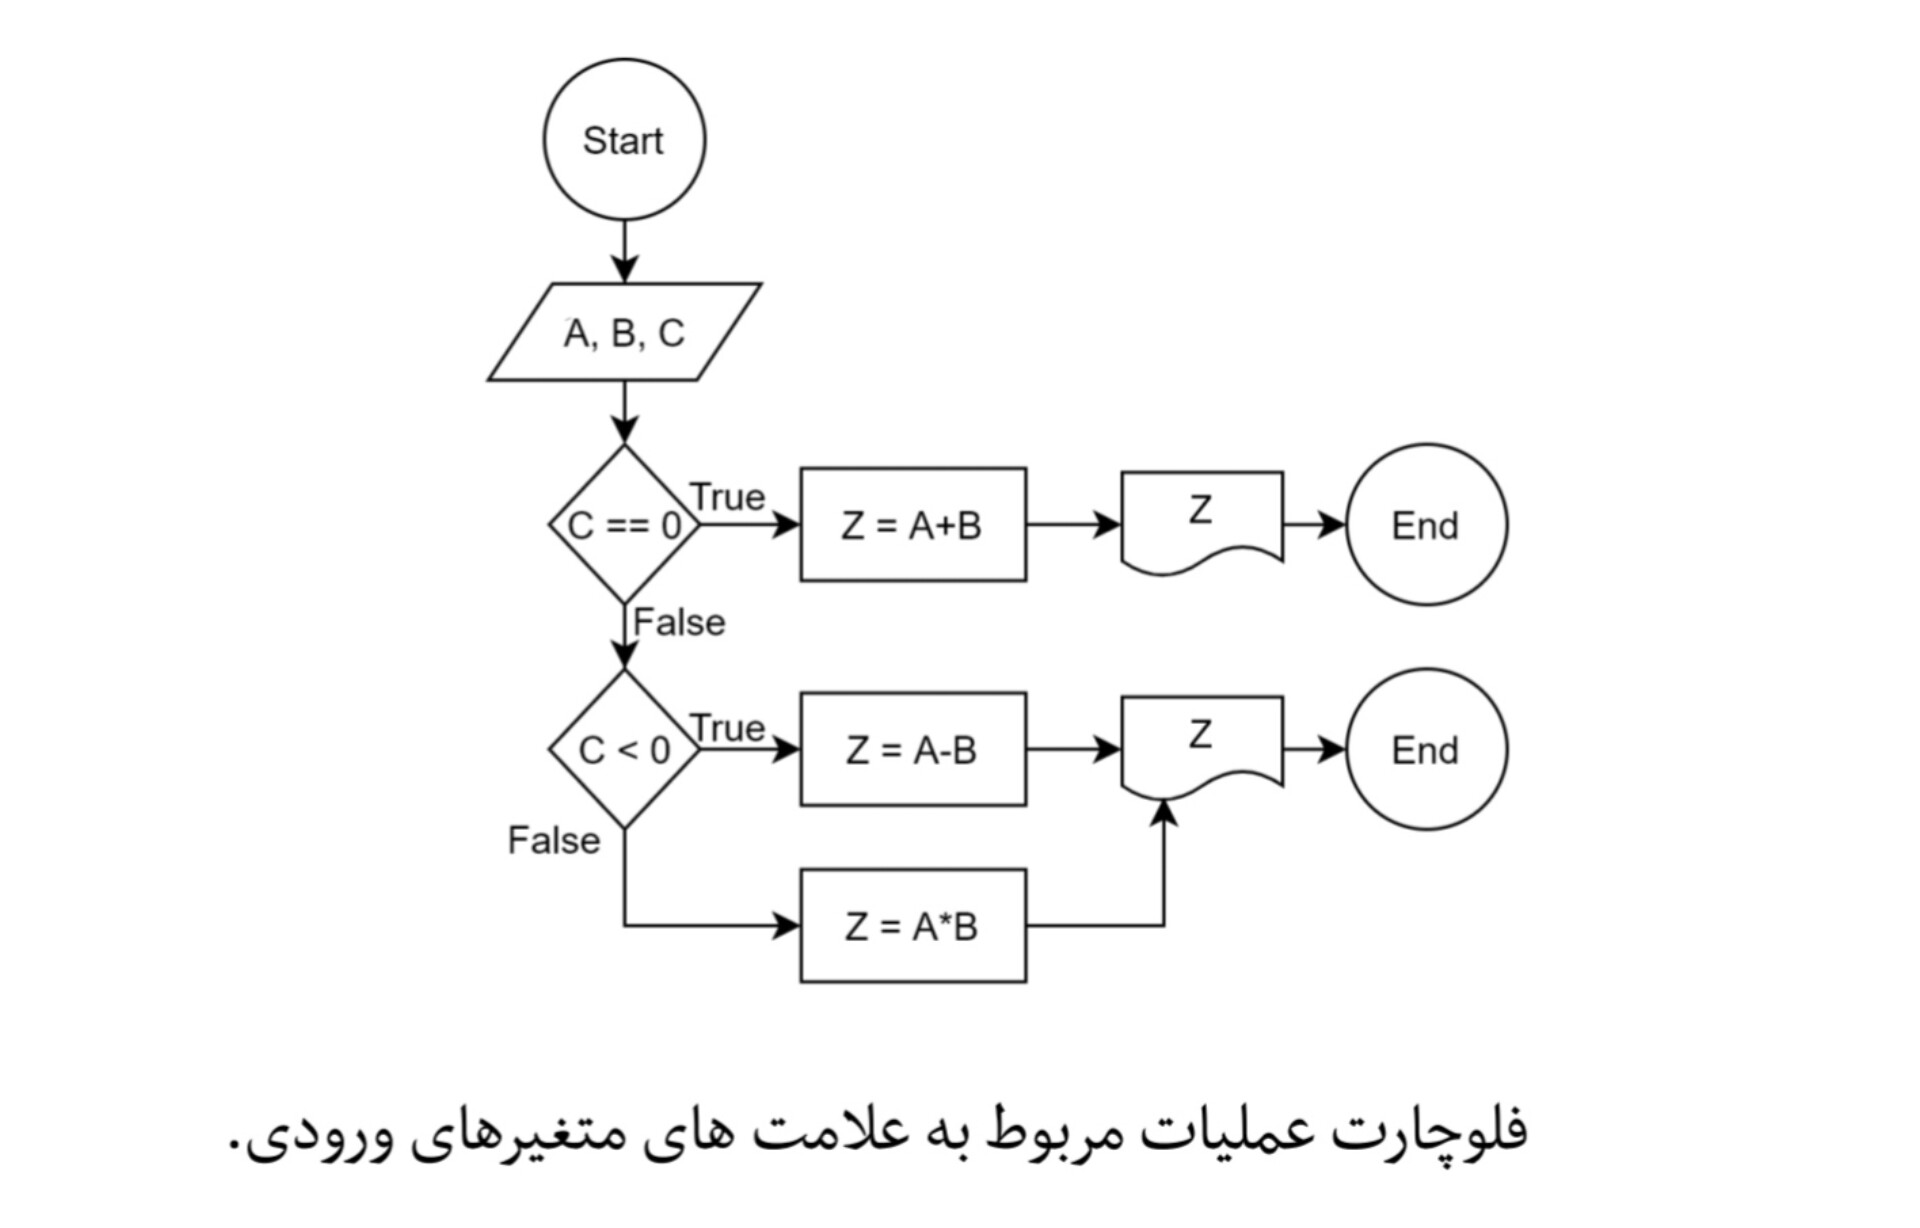 Start
A, B, C
C == 0
True
Z = A+B
Z
End
False
C < 0
True
Z = A-B
Z
End
False
Z = A*B
فلوچارت عملیات مربوط به علامت های متغیرهای ورودی.